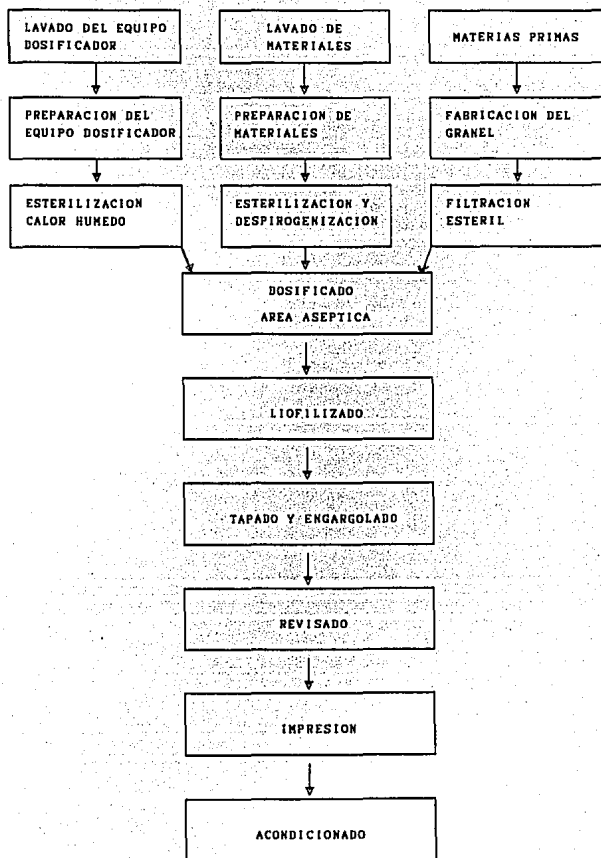 LAVADO DEL EQUIPO
DOSIFICADOR
LAVADO DE
MATERIALES
MATERIAS PRIMAS
PREPARACION DEL
EQUIPO DOSIFICADOR
PREPARACION DE
MATERIALES
FABRICACION DEL
GRANEL
ESTERILIZACION
CALOR HUMEDO
ESTERILIZACION Y
DESPIROGENIZACIÓN
FILTRACION
ESTERIL
DOSIFICADO
AREA ASEPTICA
LIOFILIZADO
TAPADO Y ENGARGOLADO
REVISADO
IMPRESION
ACONDICIONADO